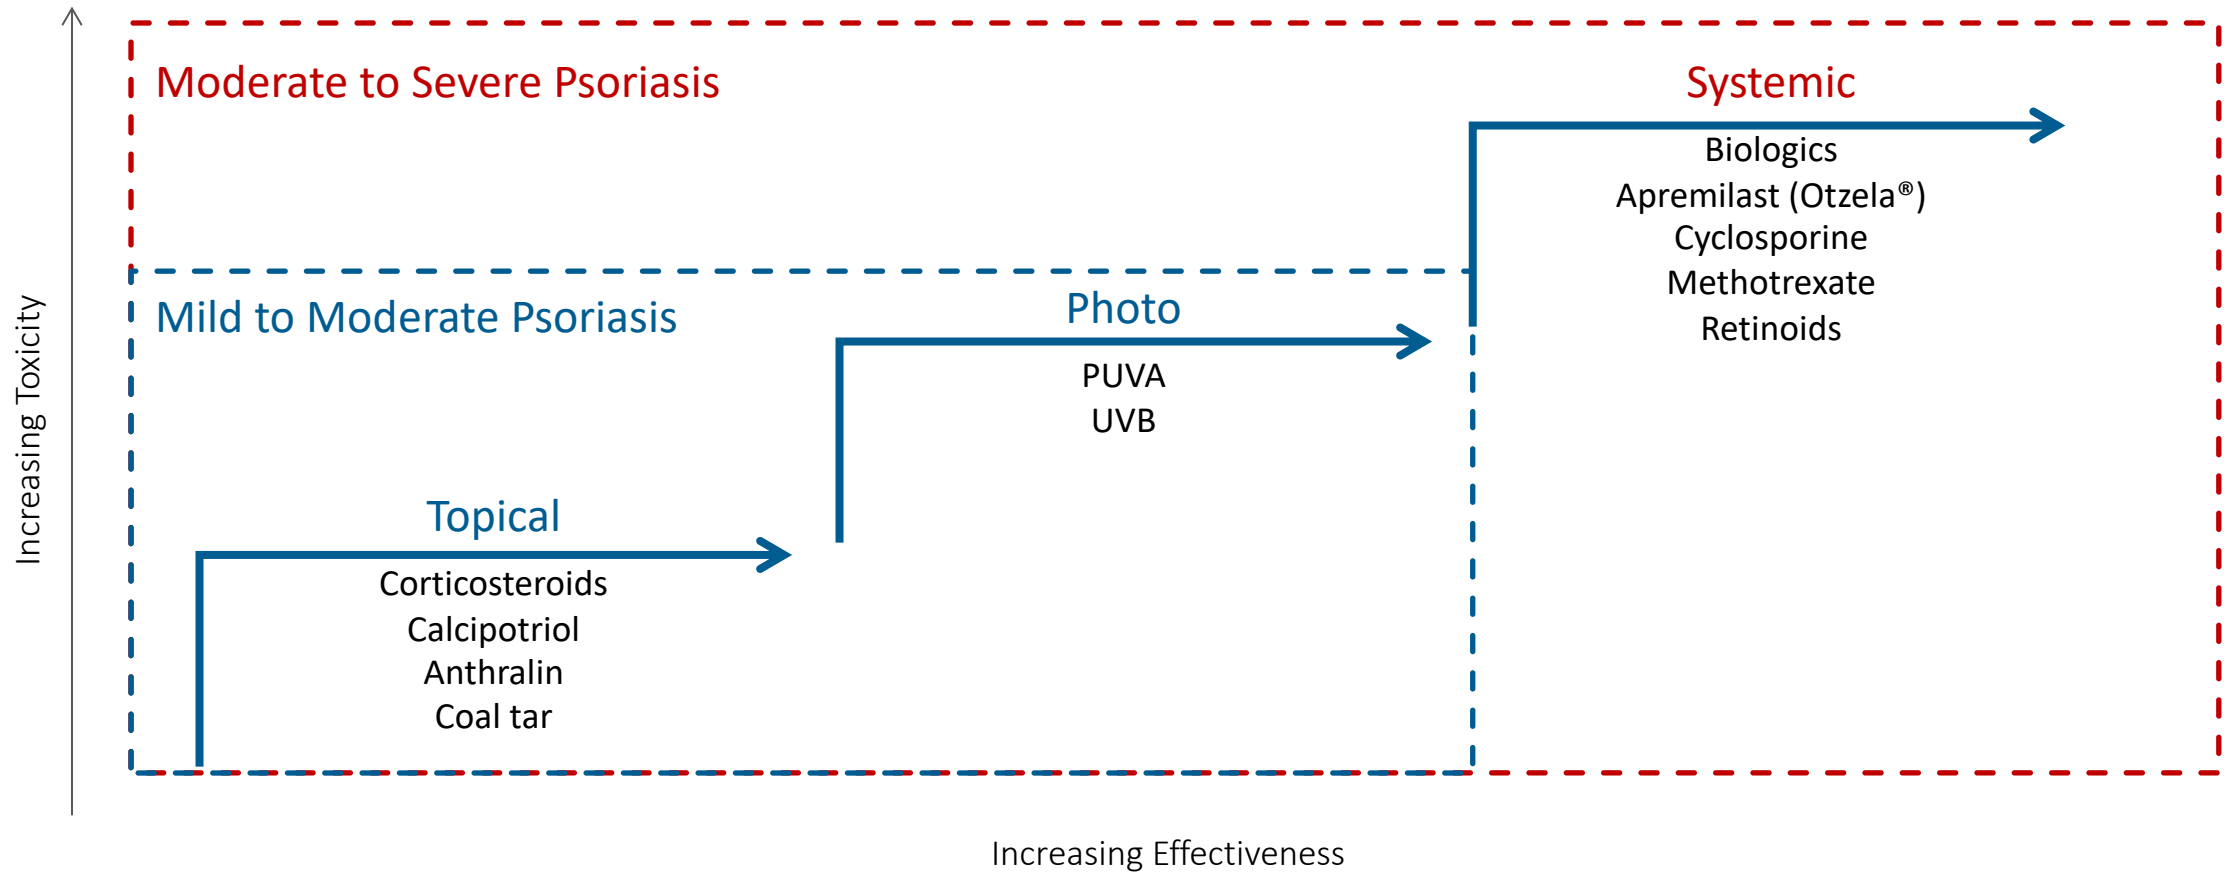 Moderate to Severe Psoriasis
Systemic
Biologics
Apremilast (Otzela®)
Cyclosporine
Methotrexate
Retinoids
Mild to Moderate Psoriasis
Photo
PUVA
UVB
Topical
Corticosteroids
Calcipotriol
Anthralin
Coal tar
Increasing Toxicity
Increasing Effectiveness